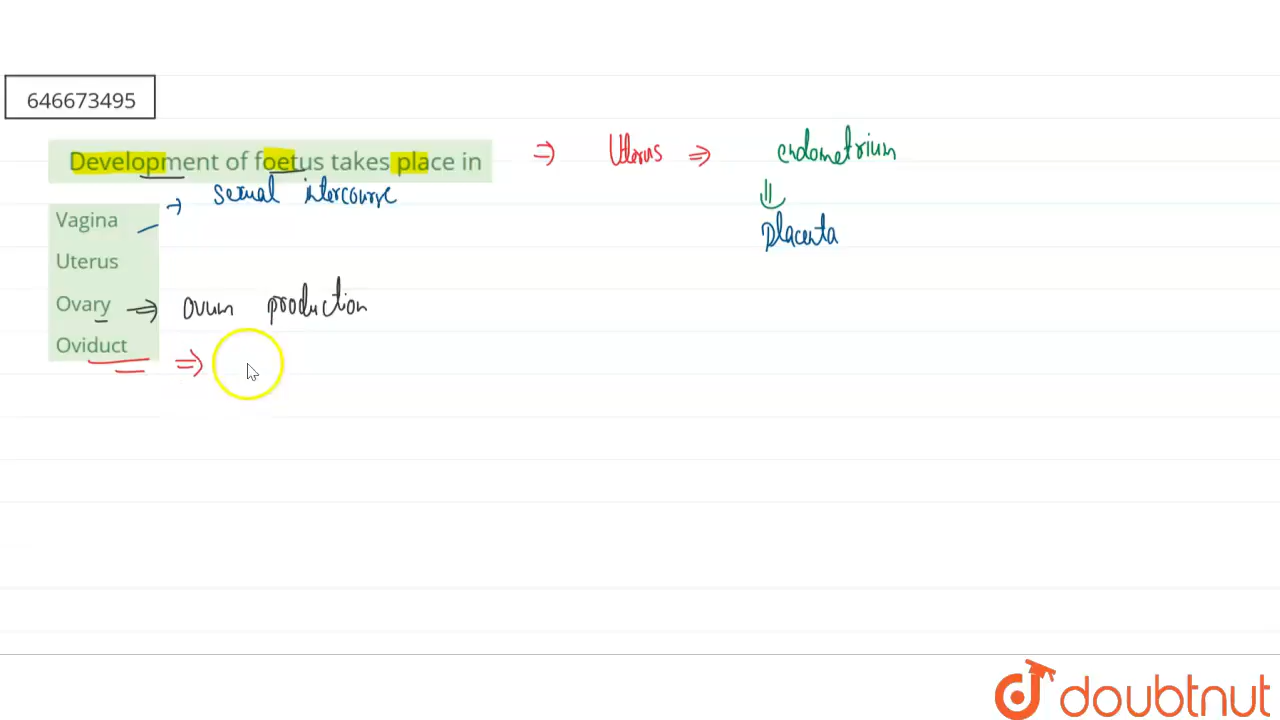 646673495
Development of foetus takes place in ⇒ Uterus ⇒ endometrium
Vagina → sexual intercourse
placenta
Uterus
Ovary ⇒ ovum production
Oviduct ⇒
doubtnut